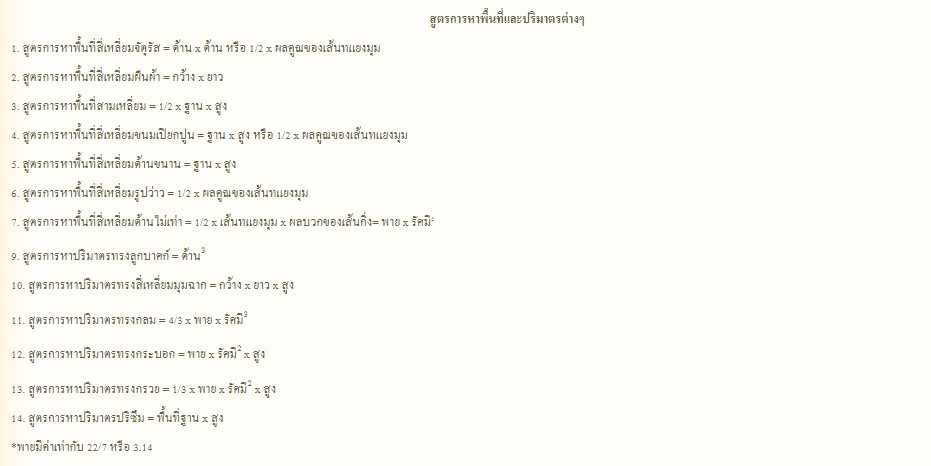 สูตรการหาพื้นที่และปริมาตรต่างๆ
1. สูตรการหาพื้นที่สี่เหลี่ยมจัตุรัส = ด้าน x ด้าน หรือ 1/2 x ผลคูณของเส้นทแยงมุม
2. สูตรการหาพื้นที่สี่เหลี่ยมผืนผ้า = กว้าง x ยาว
3. สูตรการหาพื้นที่สามเหลี่ยม = 1/2 x ฐาน x สูง
4. สูตรการหาพื้นที่สี่เหลี่ยมขนมเปียกปูน = ฐาน x สูง หรือ 1/2 x ผลคูณของเส้นทแยงมุม
5. สูตรการหาพื้นที่สี่เหลี่ยมด้านขนาน = ฐาน x สูง
6. สูตรการหาพื้นที่สี่เหลี่ยมรูปว่าว = 1/2 x ผลคูณของเส้นทแยงมุม
7. สูตรการหาพื้นที่สี่เหลี่ยมด้านไม่เท่า = 1/2 x เส้นทแยงมุม x ผลบวกของเส้นกิ่ง= พาย x รัศมี²
9. สูตรการหาปริมาตรทรงลูกบาศก์ = ด้าน³
10. สูตรการหาปริมาตรทรงสี่เหลี่ยมมุมฉาก = กว้าง x ยาว x สูง
11. สูตรการหาปริมาตรทรงกลม = 4/3 x พาย x รัศมี³
12. สูตรการหาปริมาตรทรงกระบอก = พาย x รัศมี² x สูง
13. สูตรการหาปริมาตรทรงกรวย = 1/3 x พาย x รัศมี² x สูง
14. สูตรการหาปริมาตรปริซึม = พื้นที่ฐาน x สูง
*พายมีค่าเท่ากับ 22/7 หรือ 3.14